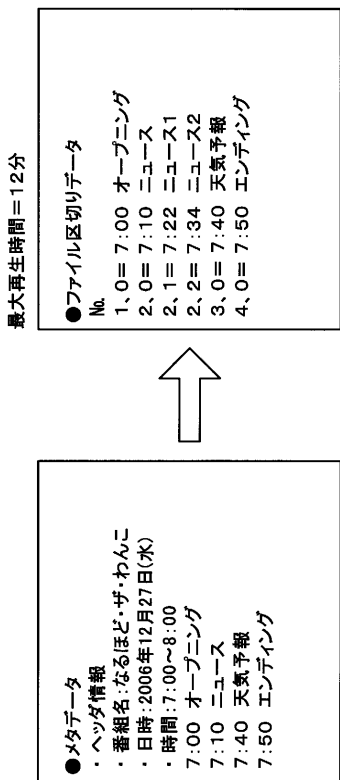 最大再生時間=12分
●メタデータ
・ヘッダ情報
・番組名:なるほど・ザ・わんこ
・日時:2006年12月27日(水)
・時間:7:00~8:00
7:00 オープニング
7:10 ニュース
7:40 天気予報
7:50 エンディング
●ファイル区切りデータ
No.
1、0= 7:00 オープニング
2、0= 7:10 ニュース
2、1= 7:22 ニュース1
2、2= 7:34 ニュース2
3、0= 7:40 天気予報
4、0= 7:50 エンディング